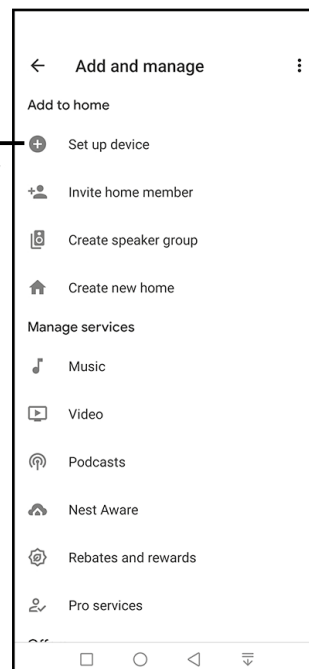 Add and manage
Add to home
Set up device
Invite home member
Create speaker group
Create new home
Manage services
Music
Video
Podcasts
Nest Aware
Rebates and rewards
Pro services